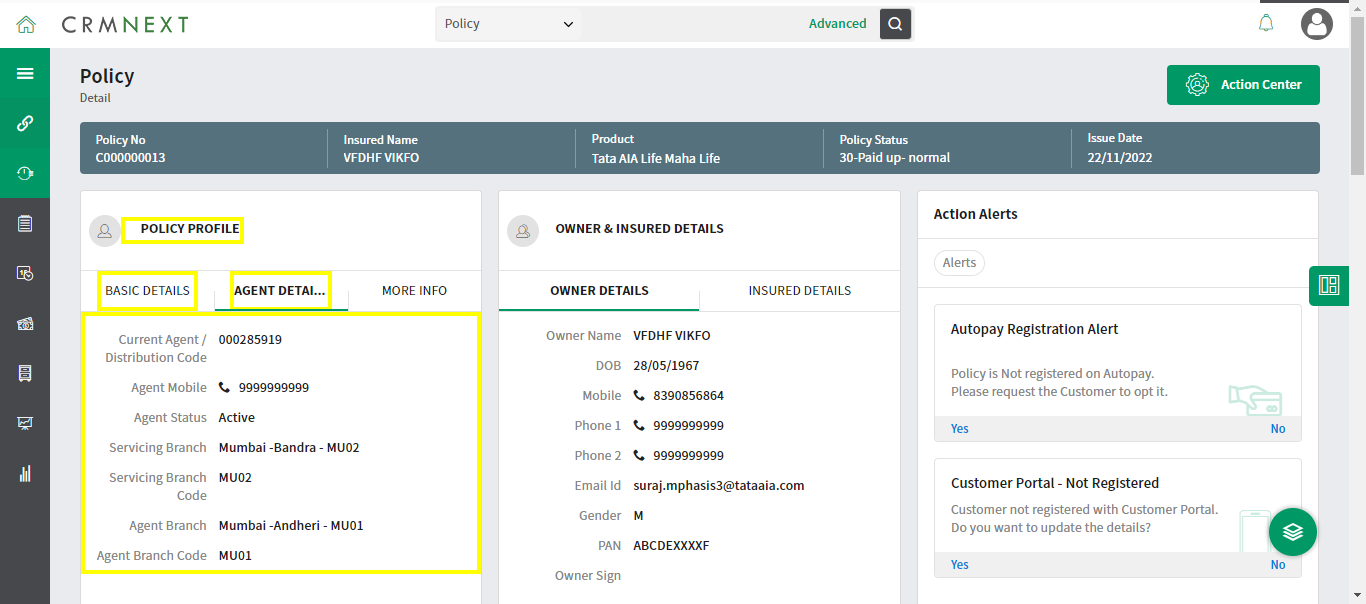 CRMNEXT
Policy
Advanced
Policy
Detail
Action Center
Policy No
C000000013
Insured Name
VFDHF VIKFO
Product
Tata AIA Life Maha Life
Policy Status
30-Paid up- normal
Issue Date
22/11/2022
POLICY PROFILE
BASIC DETAILS
AGENT DETAI...
MORE INFO
Current Agent / Distribution Code 000285919
Agent Mobile 9999999999
Agent Status Active
Servicing Branch Mumbai -Bandra - MU02
Servicing Branch Code MU02
Agent Branch Mumbai -Andheri - MU01
Agent Branch Code MU01
OWNER & INSURED DETAILS
OWNER DETAILS
INSURED DETAILS
Owner Name VFDHF VIKFO
DOB 28/05/1967
Mobile 8390856864
Phone 1 9999999999
Phone 2 9999999999
Email Id suraj.mphasis3@tataaia.com
Gender M
PAN ABCDEXXXXF
Owner Sign
Action Alerts
Alerts
Autopay Registration Alert
Policy is Not registered on Autopay.
Please request the Customer to opt it.
Yes No
Customer Portal - Not Registered
Customer not registered with Customer Portal.
Do you want to update the details?
Yes No